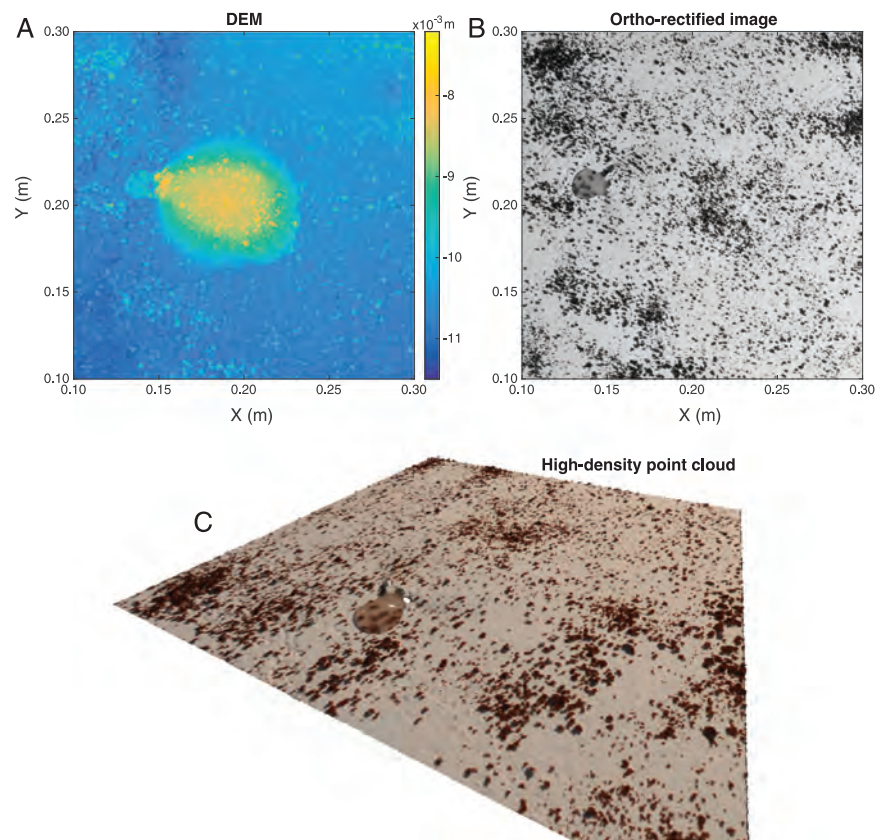 A
DEM
x10⁻³ m
0.30
0.25
0.20
0.15
0.10
Y (m)
0.10
0.15
0.20
0.25
0.30
X (m)
-8
-9
-10
-11
B
Ortho-rectified image
0.30
0.25
0.20
0.15
0.10
Y (m)
0.10
0.15
0.20
0.25
0.30
X (m)
High-density point cloud
C